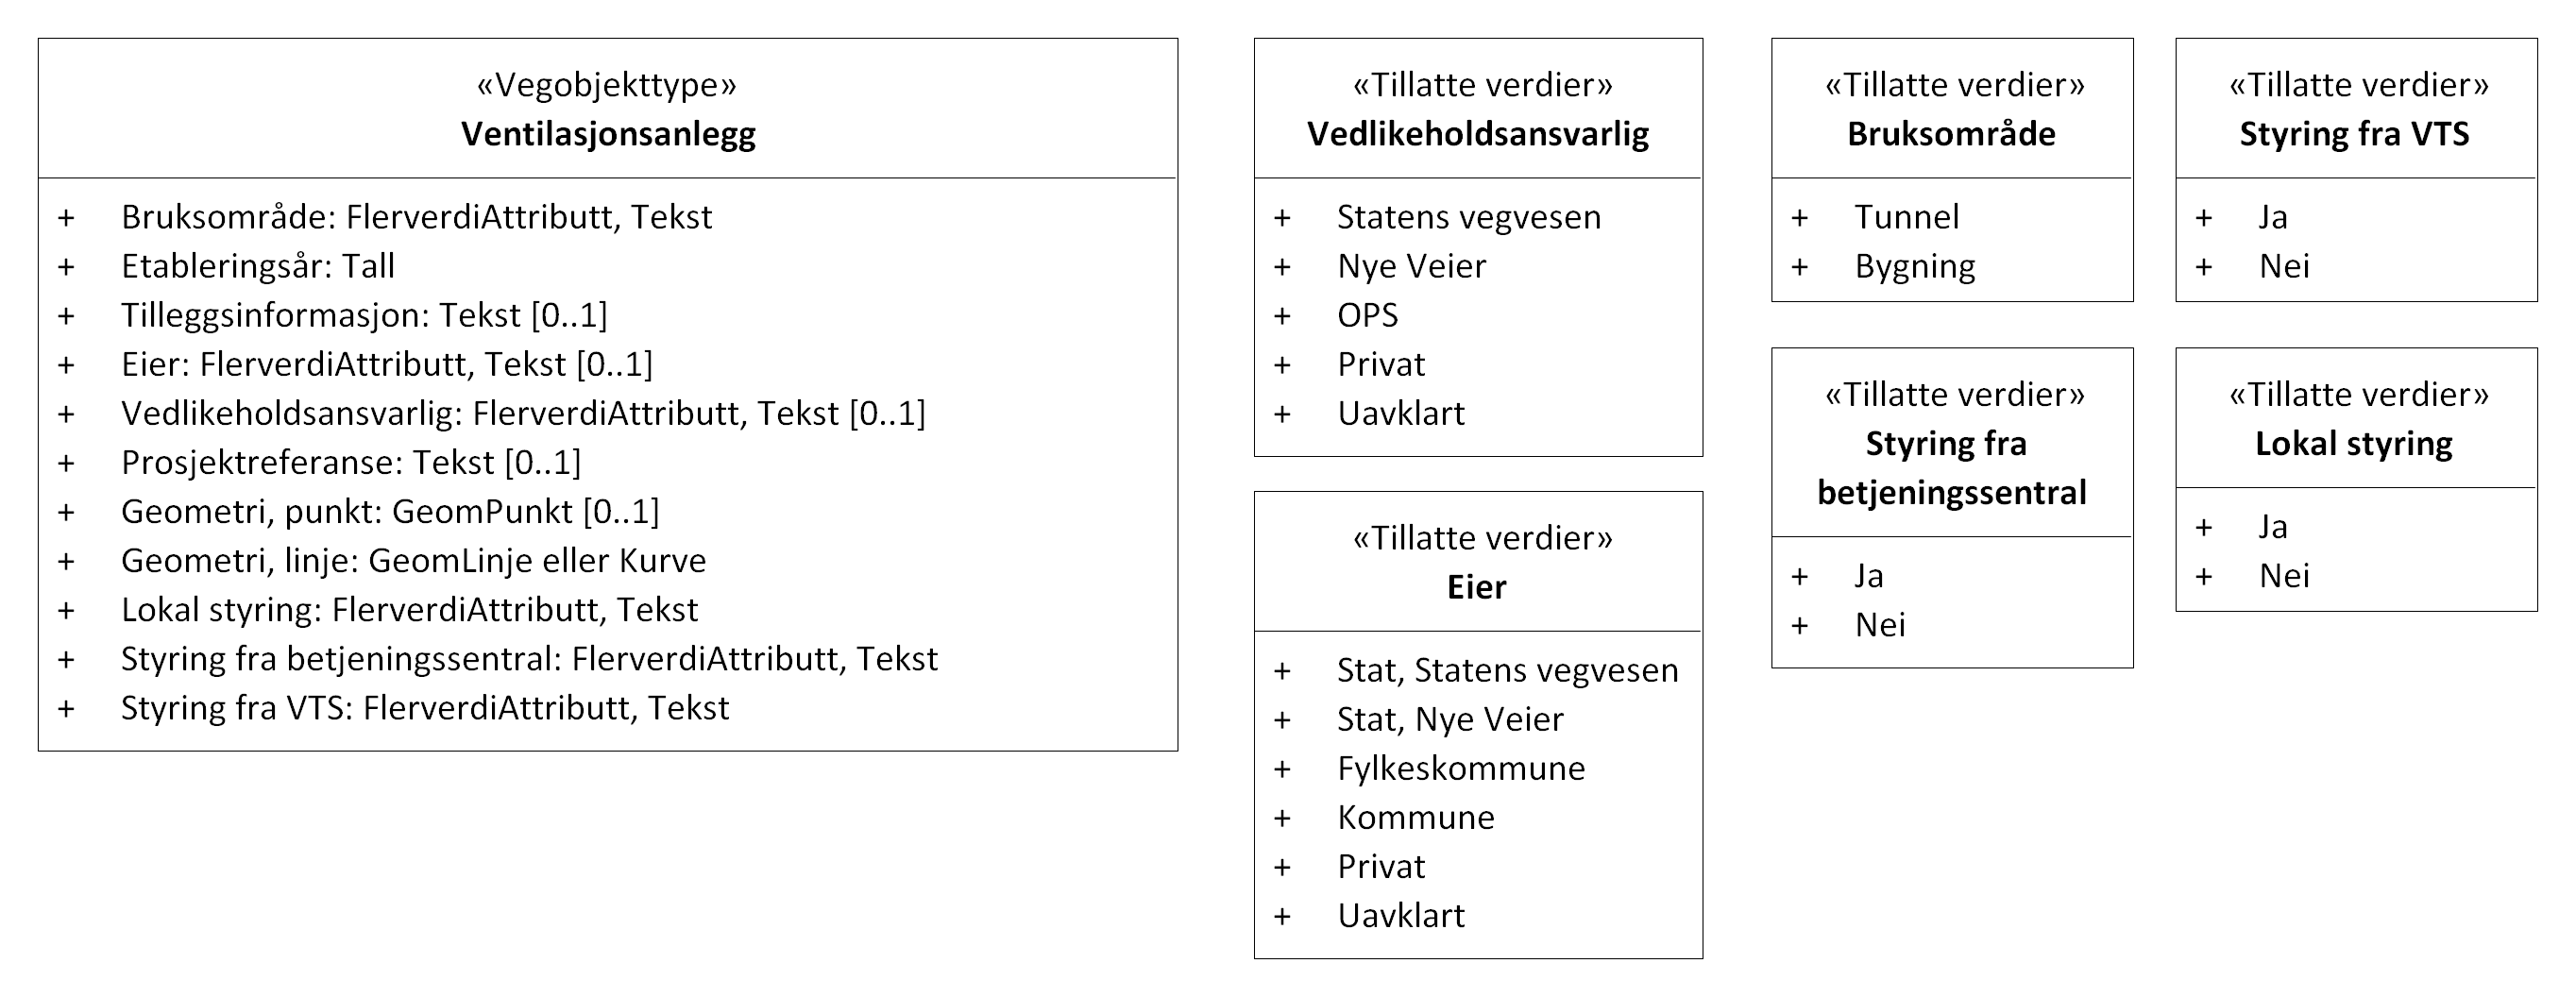 «Vegobjekttype»
Ventilasjonsanlegg
+ Bruksområde: FlerverdiAttributt, Tekst
+ Etableringsår: Tall
+ Tilleggsinformasjon: Tekst [0..1]
+ Eier: FlerverdiAttributt, Tekst [0..1]
+ Vedlikeholdsansvarlig: FlerverdiAttributt, Tekst [0..1]
+ Prosjektreferanse: Tekst [0..1]
+ Geometri, punkt: GeomPunkt [0..1]
+ Geometri, linje: GeomLinje eller Kurve
+ Lokal styring: FlerverdiAttributt, Tekst
+ Styring fra betjeningssentral: FlerverdiAttributt, Tekst
+ Styring fra VTS: FlerverdiAttributt, Tekst
«Tillatte verdier»
Vedlikeholdsansvarlig
+ Statens vegvesen
+ Nye Veier
+ OPS
+ Privat
+ Uavklart
«Tillatte verdier»
Eier
+ Stat, Statens vegvesen
+ Stat, Nye Veier
+ Fylkeskommune
+ Kommune
+ Privat
+ Uavklart
«Tillatte verdier»
Bruksområde
+ Tunnel
+ Bygning
«Tillatte verdier»
Styring fra
betjeningssentral
+ Ja
+ Nei
«Tillatte verdier»
Styring fra VTS
+ Ja
+ Nei
«Tillatte verdier»
Lokal styring
+ Ja
+ Nei